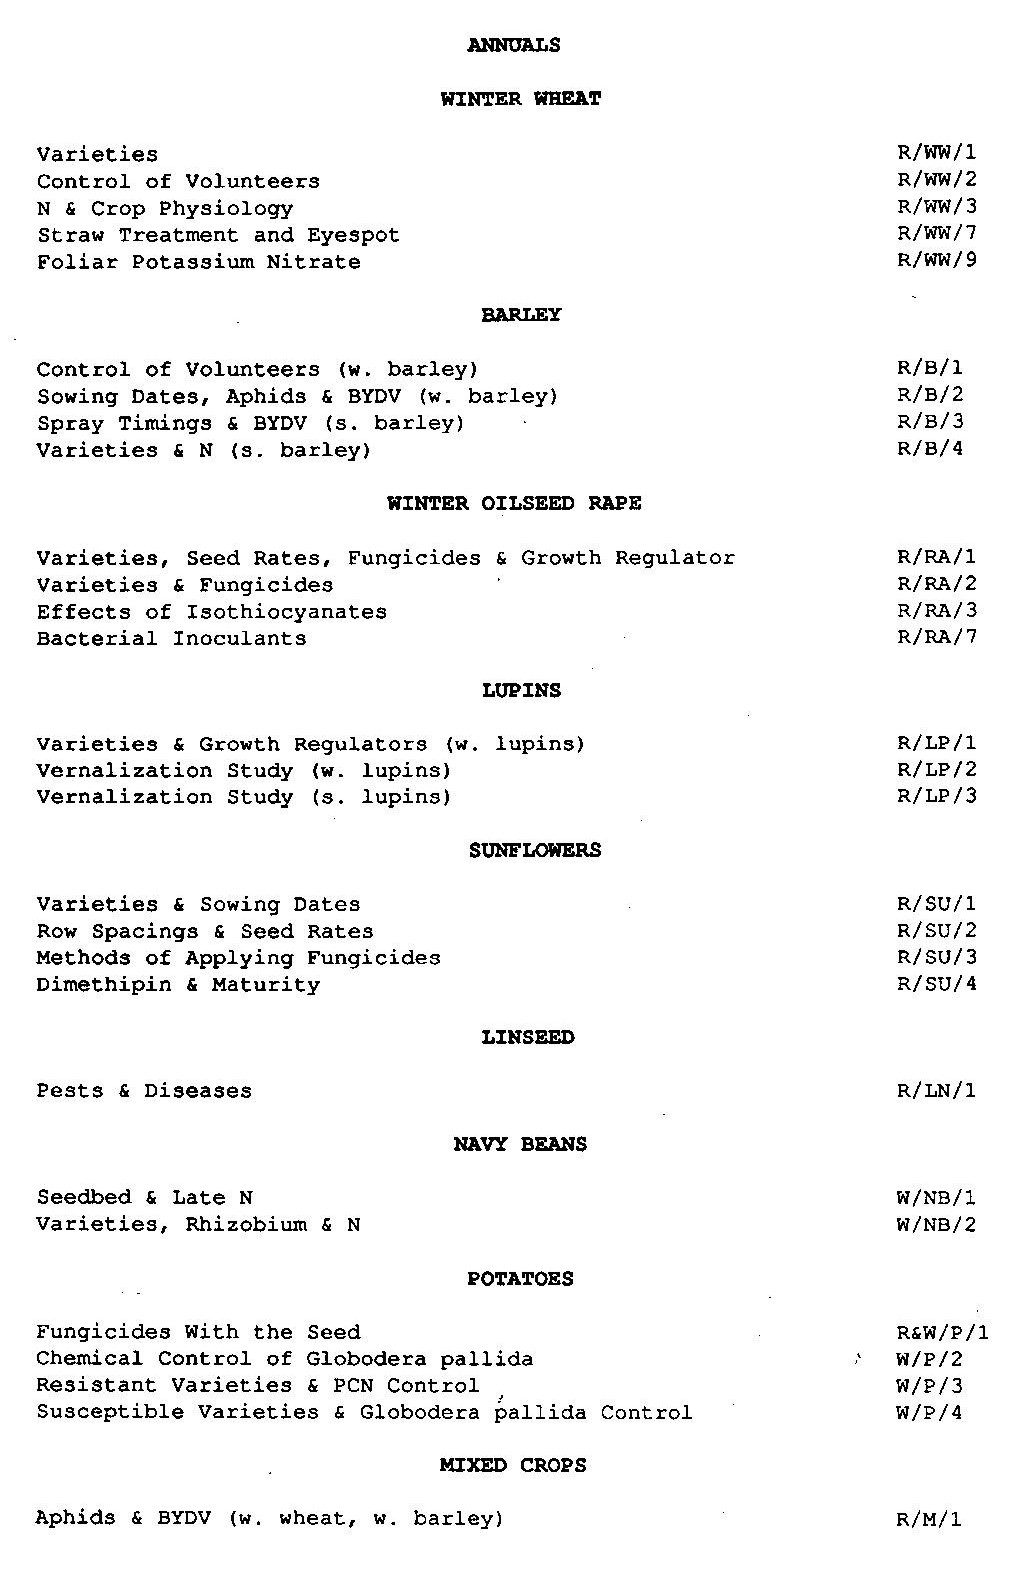 ANNUALS
WINTER WHEAT
Varieties R/WW/1
Control of Volunteers R/WW/2
N & Crop Physiology R/WW/3
Straw Treatment and Eyespot R/WW/7
Foliar Potassium Nitrate R/WW/9
BARLEY
Control of Volunteers (w. barley) R/B/1
Sowing Dates, Aphids & BYDV (w. barley) R/B/2
Spray Timings & BYDV (s. barley) R/B/3
Varieties & N (s. barley) R/B/4
WINTER OILSEED RAPE
Varieties, Seed Rates, Fungicides & Growth Regulator R/RA/1
Varieties & Fungicides R/RA/2
Effects of Isothiocyanates R/RA/3
Bacterial Inoculants R/RA/7
LUPINS
Varieties & Growth Regulators (w. lupins) R/LP/1
Vernalization Study (w. lupins) R/LP/2
Vernalization Study (s. lupins) R/LP/3
SUNFLOWERS
Varieties & Sowing Dates R/SU/1
Row Spacings & Seed Rates R/SU/2
Methods of Applying Fungicides R/SU/3
Dimethipin & Maturity R/SU/4
LINSEED
Pests & Diseases R/LN/1
NAVY BEANS
Seedbed & Late N W/NB/1
Varieties, Rhizobium & N W/NB/2
POTATOES
Fungicides With the Seed R&W/P/1
Chemical Control of Globodera pallida W/P/2
Resistant Varieties & PCN Control W/P/3
Susceptible Varieties & Globodera pallida Control W/P/4
MIXED CROPS
Aphids & BYDV (w. wheat, w. barley) R/M/1